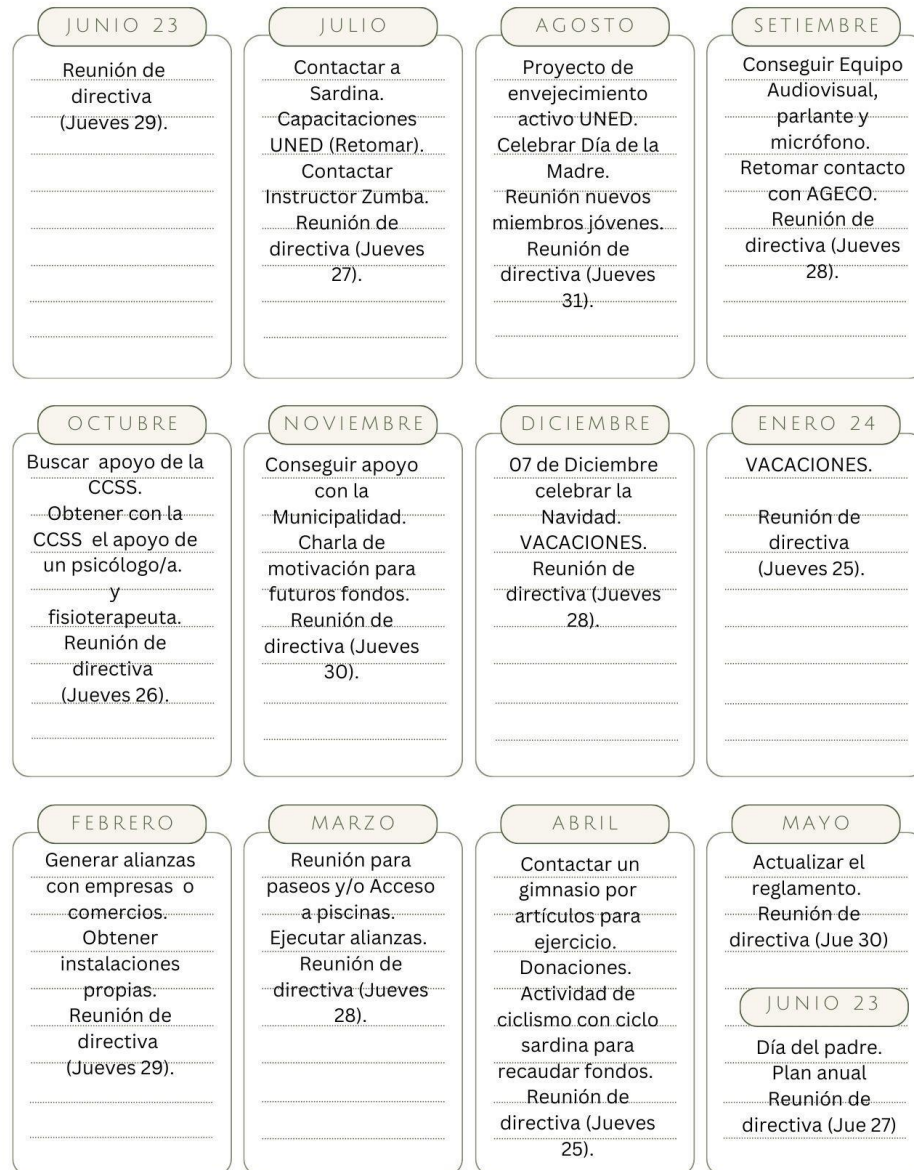 JUNIO 23
Reunión de
directiva
(Jueves 29).
JULIO
Contactar a
Sardina.
Capacitaciones
UNED (Retomar).
Contactar
Instructor Zumba.
Reunión de
directiva (Jueves
27).
AGOSTO
Proyecto de
envejecimiento
activo UNED.
Celebrar Día de la
Madre.
Reunión nuevos
miembros jóvenes.
Reunión de
directiva (Jueves
31).
SETIEMBRE
Conseguir Equipo
Audiovisual,
parlante y
micrófono.
Retomar contacto
con AGECO.
Reunión de
directiva (Jueves
28).
OCTUBRE
Buscar apoyo de la
CCSS.
Obtener con la
CCSS el apoyo de
un psicólogo/a.
y
fisioterapeuta.
Reunión de
directiva
(Jueves 26).
NOVIEMBRE
Conseguir apoyo
con la
Municipalidad.
Charla de
motivación para
futuros fondos.
Reunión de
directiva (Jueves
30).
DICIEMBRE
07 de Diciembre
celebrar la
Navidad.
VACACIONES.
Reunión de
directiva (Jueves
28).
ENERO 24
VACACIONES.
Reunión de
directiva
(Jueves 25).
FEBRERO
Generar alianzas
con empresas o
comercios.
Obtener
instalaciones
propias.
Reunión de
directiva
(Jueves 29).
MARZO
Reunión para
paseos y/o Acceso
a piscinas.
Ejecutar alianzas.
Reunión de
directiva (Jueves
28).
ABRIL
Contactar un
gimnasio por
artículos para
ejercicio.
Donaciones.
Actividad de
ciclismo con ciclo
sardina para
recaudar fondos.
Reunión de
directiva (Jueves
25).
MAYO
Actualizar el
reglamento.
Reunión de
directiva (Jue 30)
JUNIO 23
Día del padre.
Plan anual
Reunión de
directiva (Jue 27)